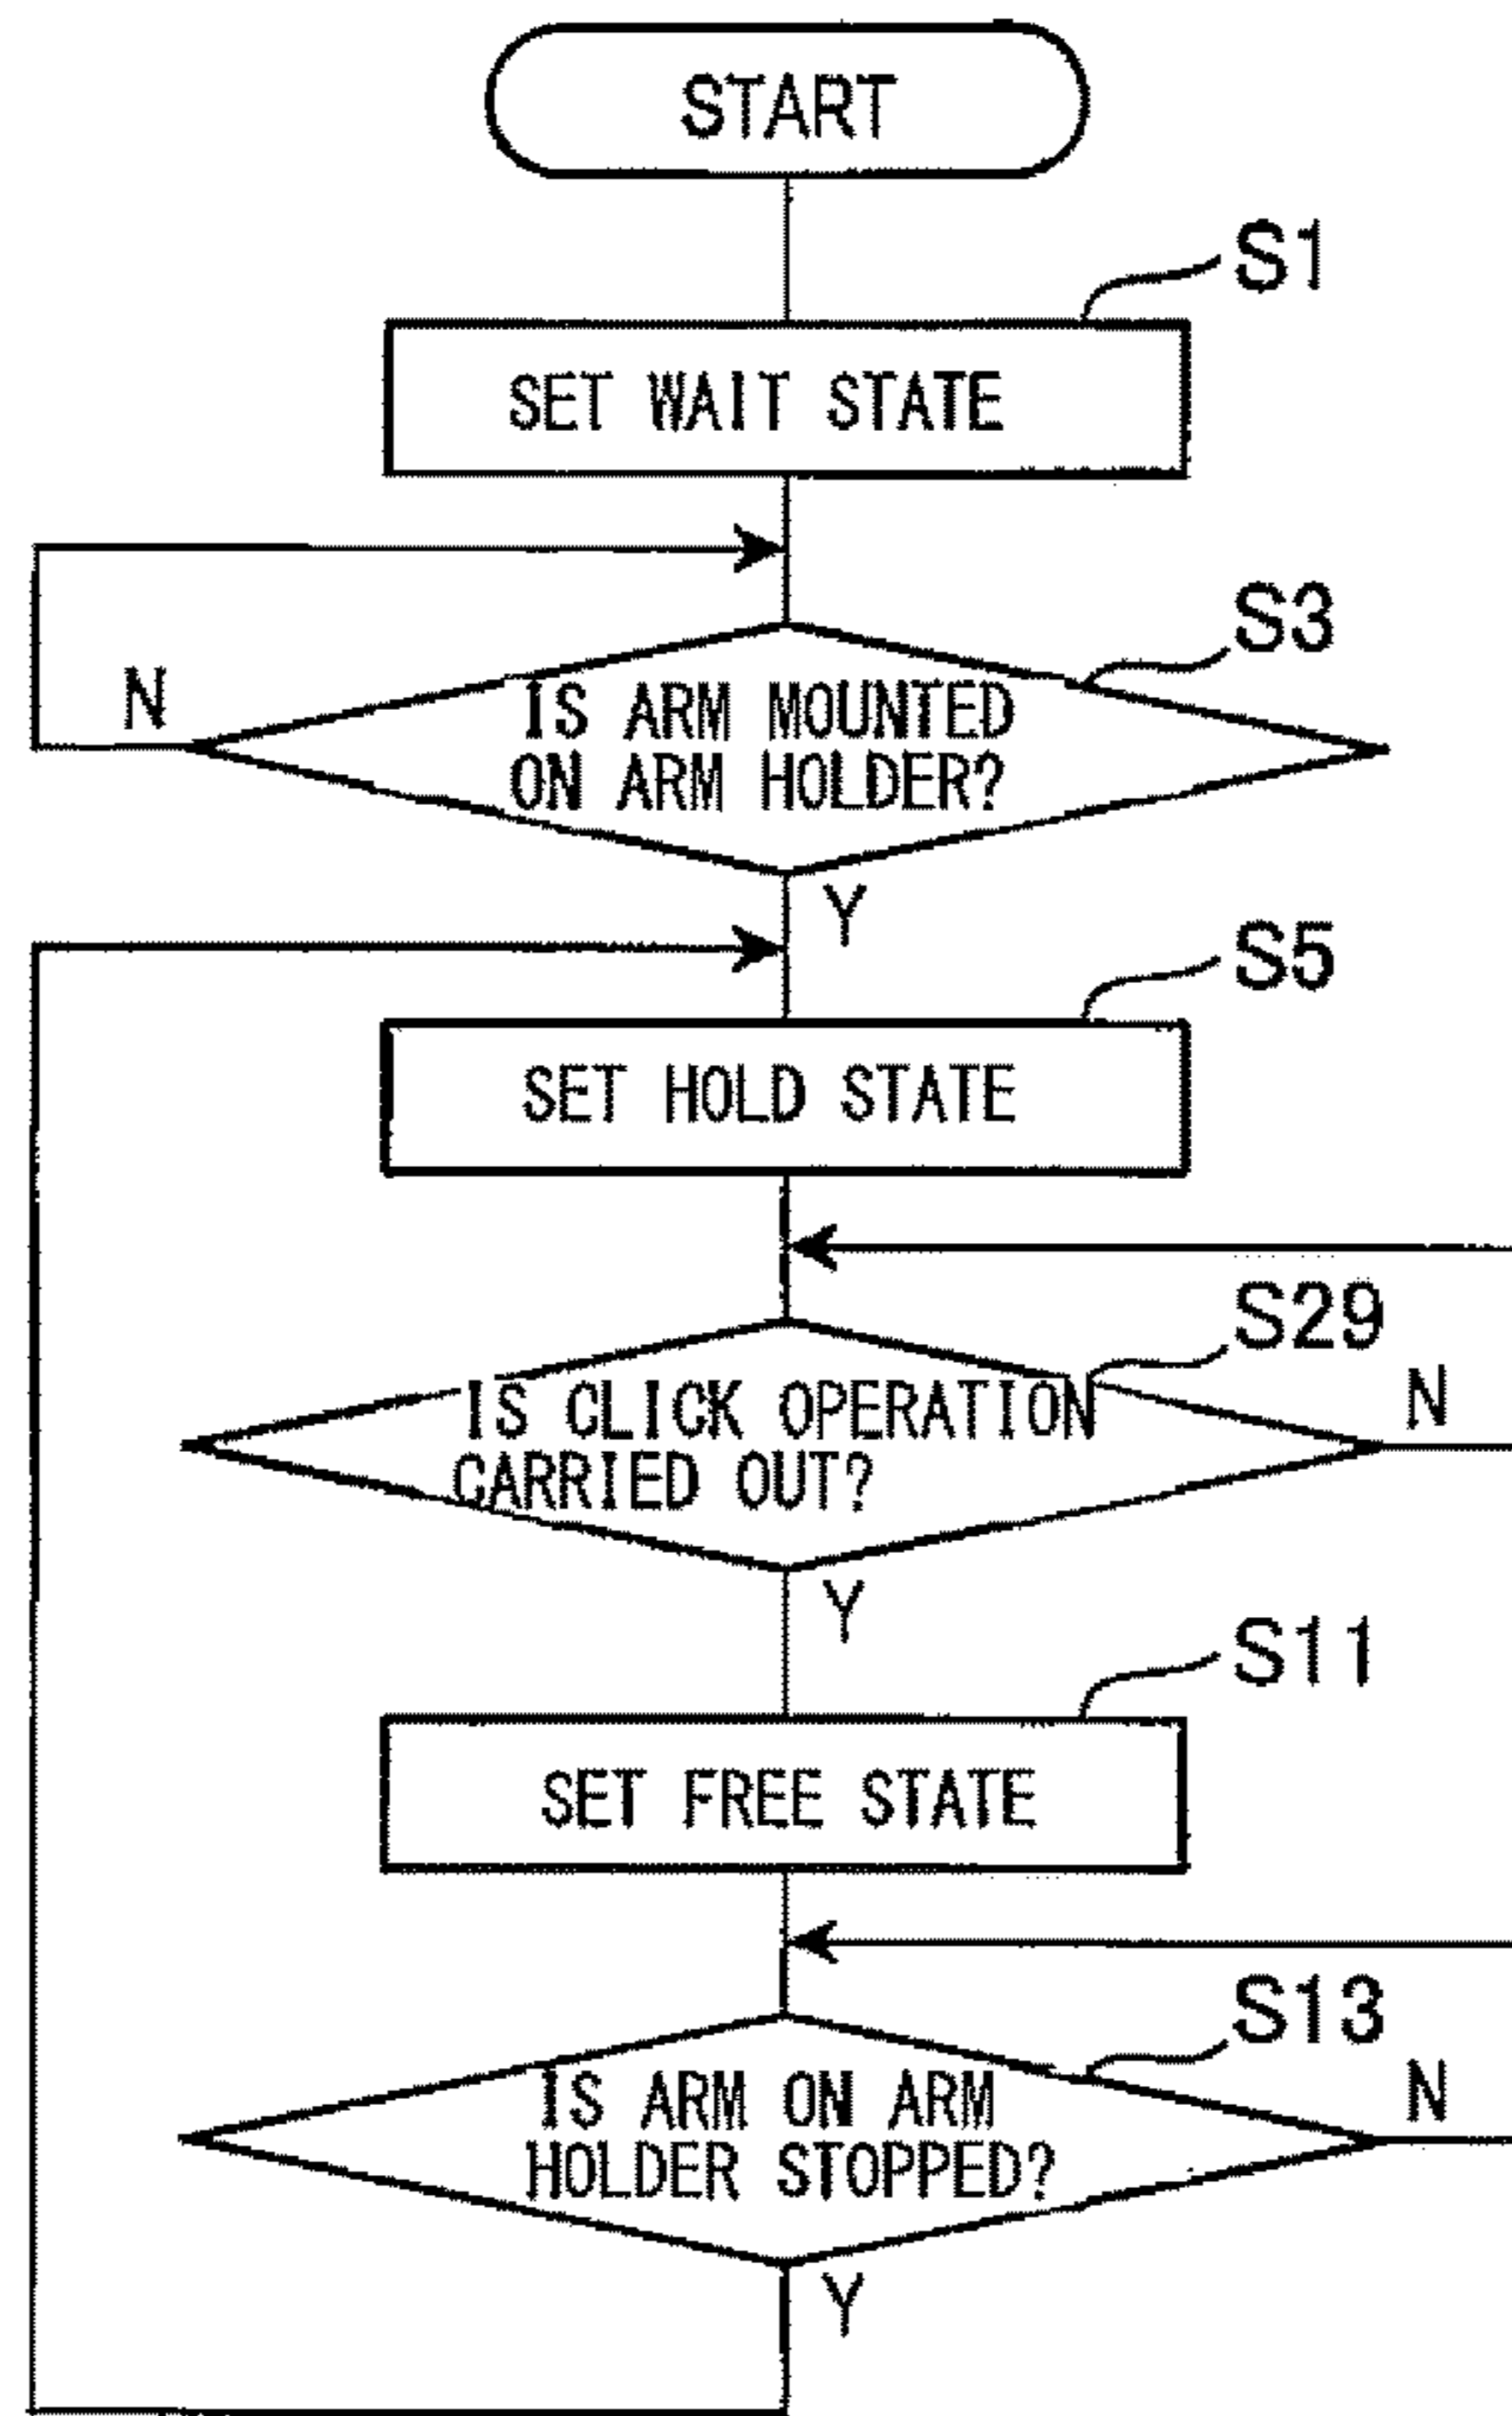 START
S1
SET WAIT STATE
S3
N
IS ARM MOUNTED
ON ARM HOLDER?
Y
S5
SET HOLD STATE
S29
N
IS CLICK OPERATION
CARRIED OUT?
Y
S11
SET FREE STATE
S13
N
IS ARM ON ARM
HOLDER STOPPED?
Y